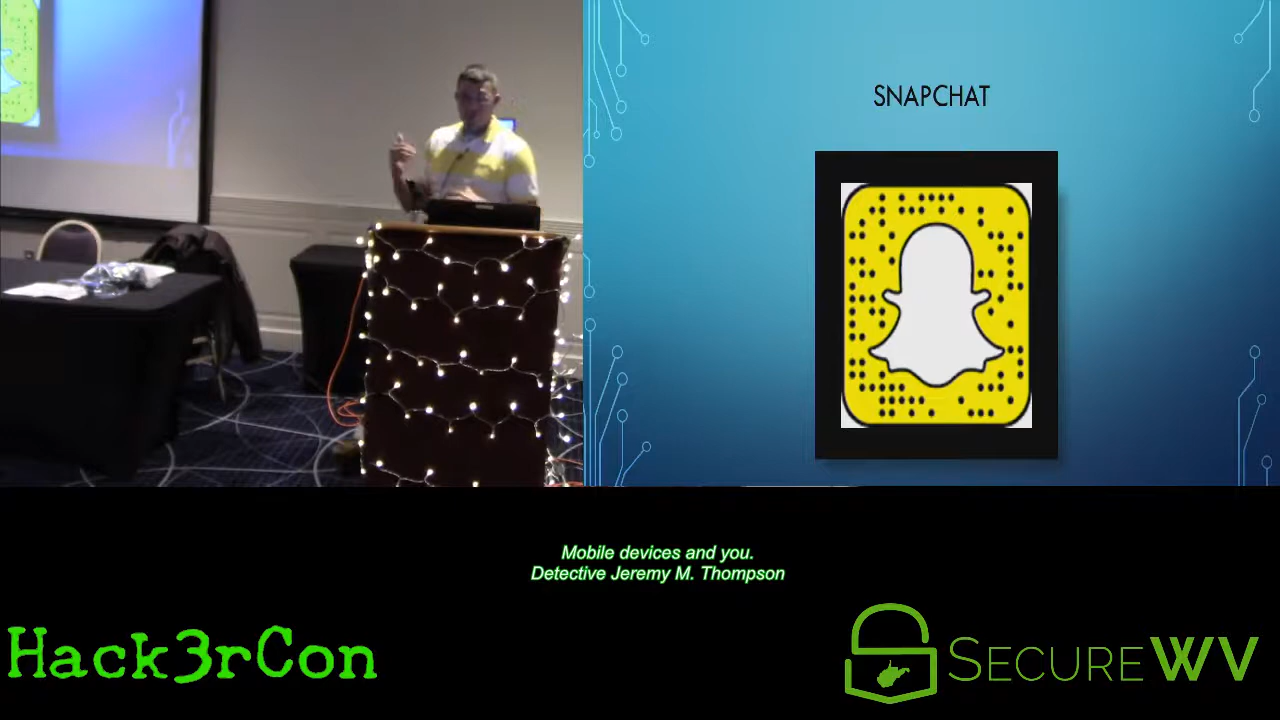 SNAPCHAT
Mobile devices and you.
Detective Jeremy M. Thompson
Hack3rCon
SECUREWV